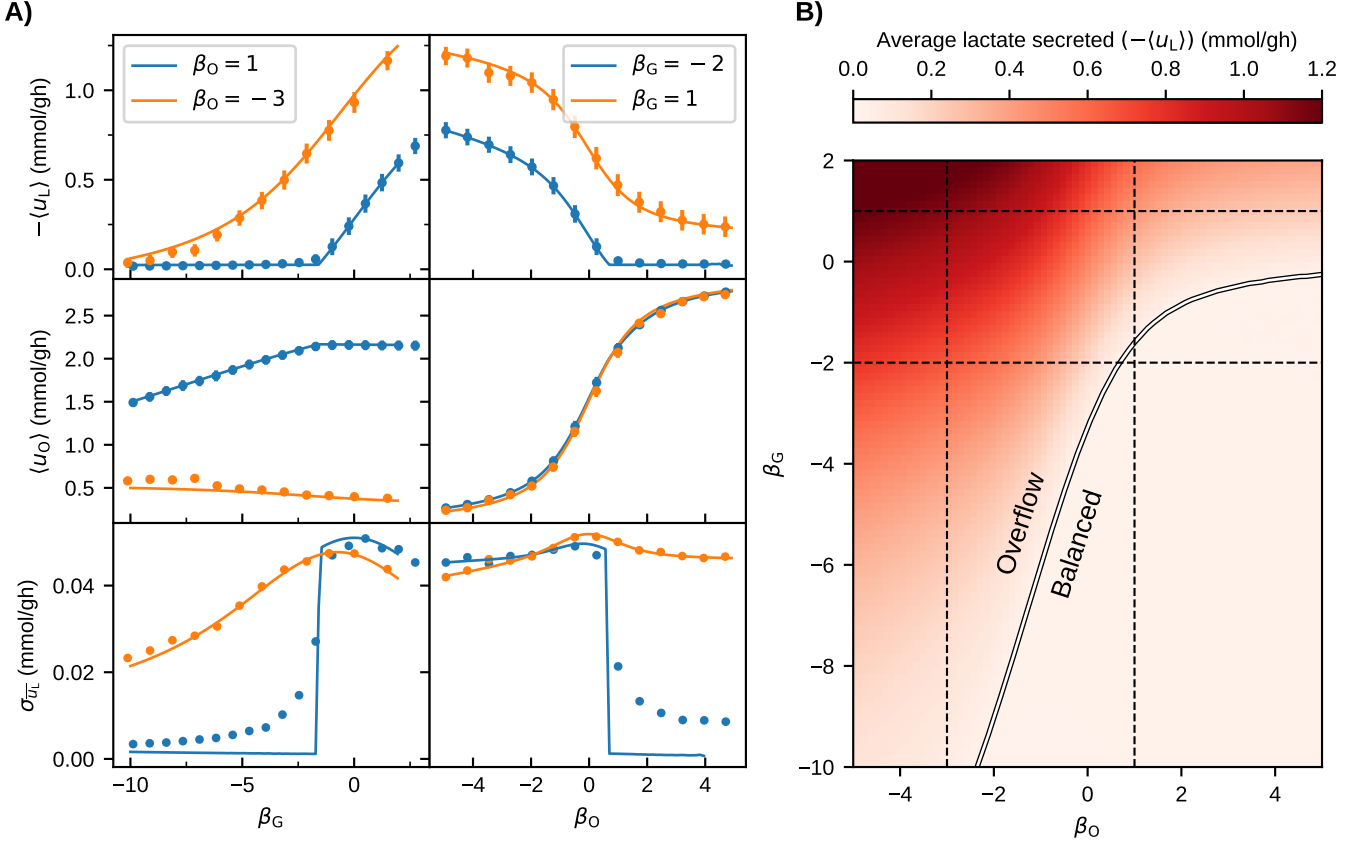 A)
β_O = 1
β_O = −3
β_G = −2
β_G = 1
−⟨u_L⟩ (mmol/gh)
1.0
0.5
0.0
⟨u_O⟩ (mmol/gh)
2.5
2.0
1.5
1.0
0.5
σ_u̅_L (mmol/gh)
0.04
0.02
0.00
−10 −5 0
β_G
−4 −2 0 2 4
β_O
B)
Average lactate secreted (−⟨u_L⟩) (mmol/gh)
0.0 0.2 0.4 0.6 0.8 1.0 1.2
2
0
−2
−4
−6
−8
−10
β_G
Overflow
Balanced
−4 −2 0 2 4
β_O